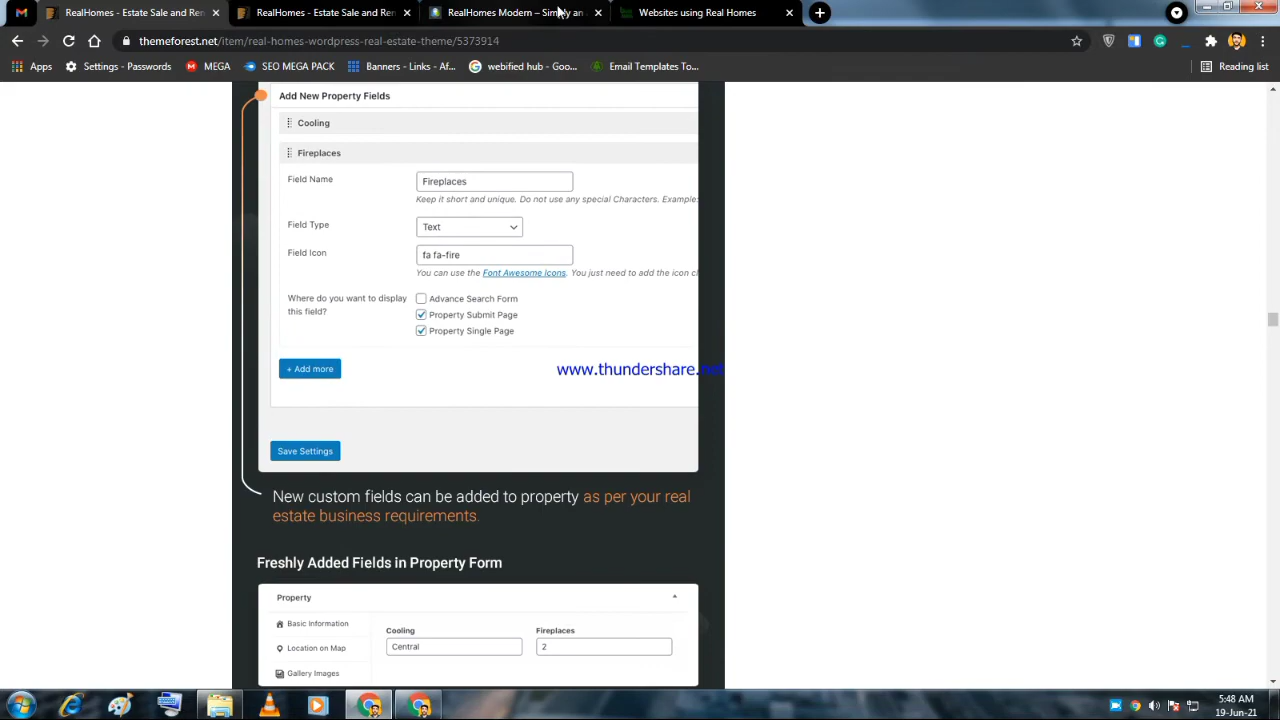 RealHomes - Estate Sale and Ren
RealHomes - Estate Sale and Ren
RealHomes Modern – Simply an
Websites using Real Homes
themeforest.net/item/real-homes-wordpress-real-estate-theme/5373914
Apps
Settings - Passwords
MEGA
SEO MEGA PACK
Banners - Links - Af...
webified hub - Goo...
Email Templates To...
Reading list
Add New Property Fields
Cooling
Fireplaces
Field Name
Fireplaces
Keep it short and unique. Do not use any special Characters. Example:
Field Type
Text
Field Icon
fa fa-fire
You can use the Font Awesome Icons. You just need to add the icon cl
Where do you want to display
this field?
Advance Search Form
Property Submit Page
Property Single Page
+ Add more
www.thundershare.net
Save Settings
New custom fields can be added to property as per your real
estate business requirements.
Freshly Added Fields in Property Form
Property
Basic Information
Location on Map
Gallery Images
Cooling
Central
Fireplaces
2
5:48 AM
19-Jun-21